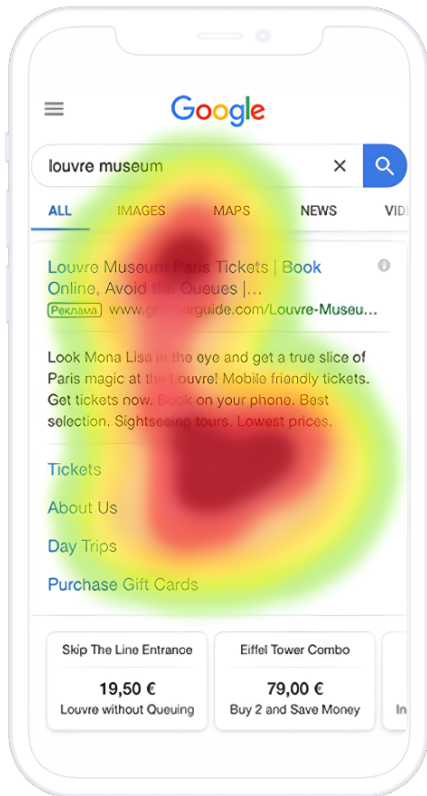 Google
louvre museum
ALL IMAGES MAPS NEWS VID
Louvre Museum Paris Tickets | Book
Online, Avoid the Queues |...
Реклама www.getyourguide.com/Louvre-Museu...
Look Mona Lisa in the eye and get a true slice of
Paris magic at the Louvre! Mobile friendly tickets.
Get tickets now. Book on your phone. Best
selection. Sightseeing tours. Lowest prices.
Tickets
About Us
Day Trips
Purchase Gift Cards
Skip The Line Entrance
19,50 €
Louvre without Queuing
Eiffel Tower Combo
79,00 €
Buy 2 and Save Money
In